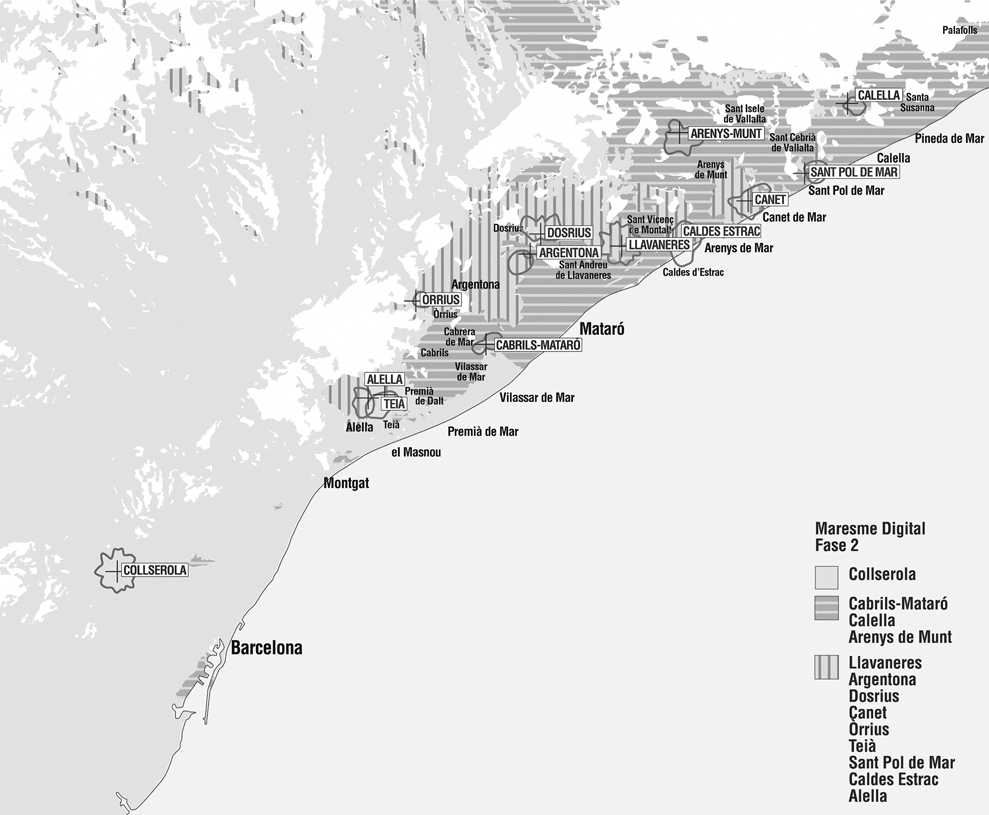 Palafolls
CALELLA
Santa
Susanna
Sant Isele
de Vallalta
ARENYS-MUNT
Sant Cebrià
de Vallalta
Pineda de Mar
Calella
Arenys
de Munt
SANT POL DE MAR
Sant Pol de Mar
CANET
Canet de Mar
Sant Vicenç
de Montalt
Dosrius
DOSRIUS
CALDES ESTRAC
LLAVANERES
Arenys de Mar
ARGENTONA
Sant Andreu
de Llavaneres
Caldes d'Estrac
Argentona
ÒRRIUS
Òrrius
Mataró
Cabrera
de Mar
CABRILS-MATARÓ
Cabrils
Vilassar
de Mar
ALELLA
Premià
de Dalt
TEIÀ
Vilassar de Mar
Alella
Teià
Premià de Mar
el Masnou
Montgat
COLLSEROLA
Barcelona
Maresme Digital
Fase 2
Collserola
Cabrils-Mataró
Calella
Arenys de Munt
Llavaneres
Argentona
Dosrius
Canet
Òrrius
Teià
Sant Pol de Mar
Caldes Estrac
Alella